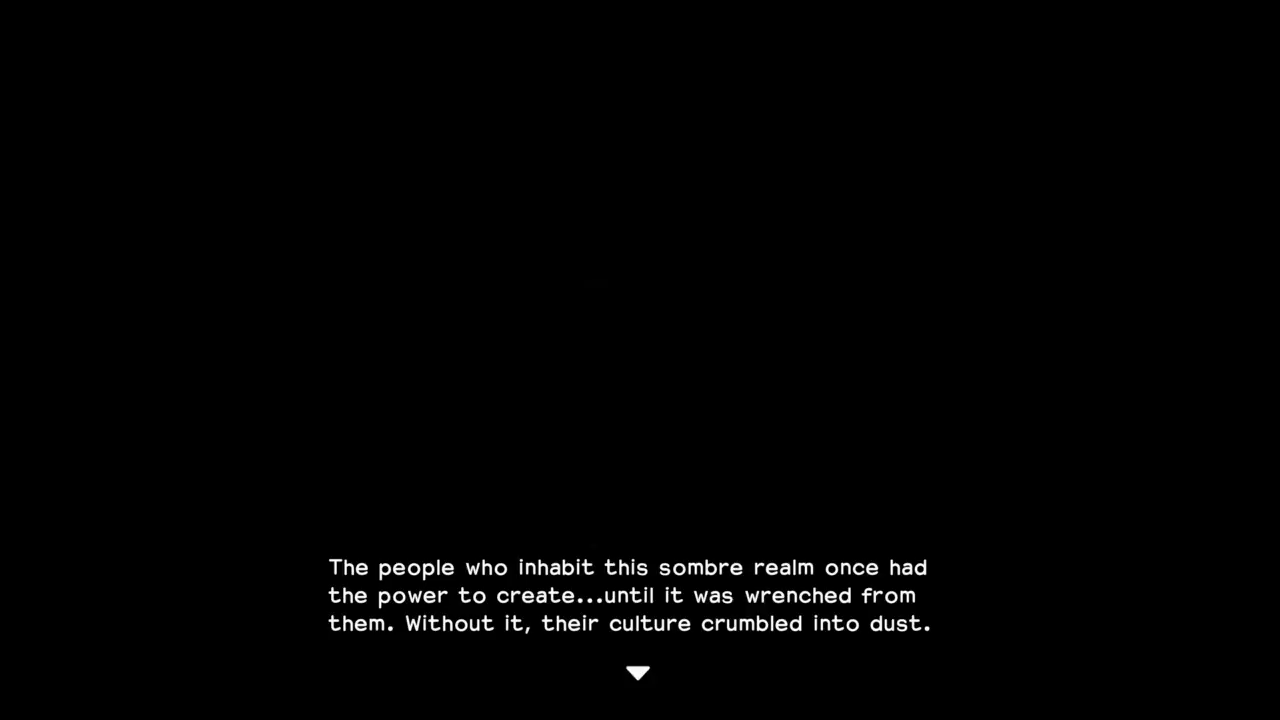 The people who inhabit this sombre realm once had
the power to create...until it was wrenched from
them. Without it, their culture crumbled into dust.